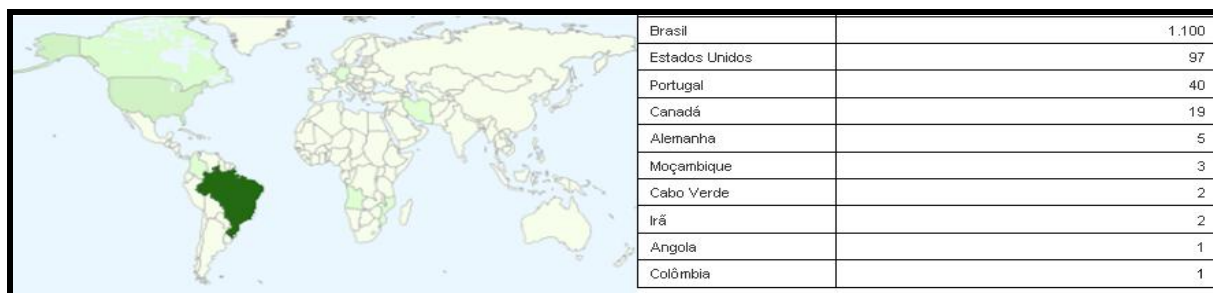 Brasil 1.100
Estados Unidos 97
Portugal 40
Canadá 19
Alemanha 5
Moçambique 3
Cabo Verde 2
Irã 2
Angola 1
Colômbia 1